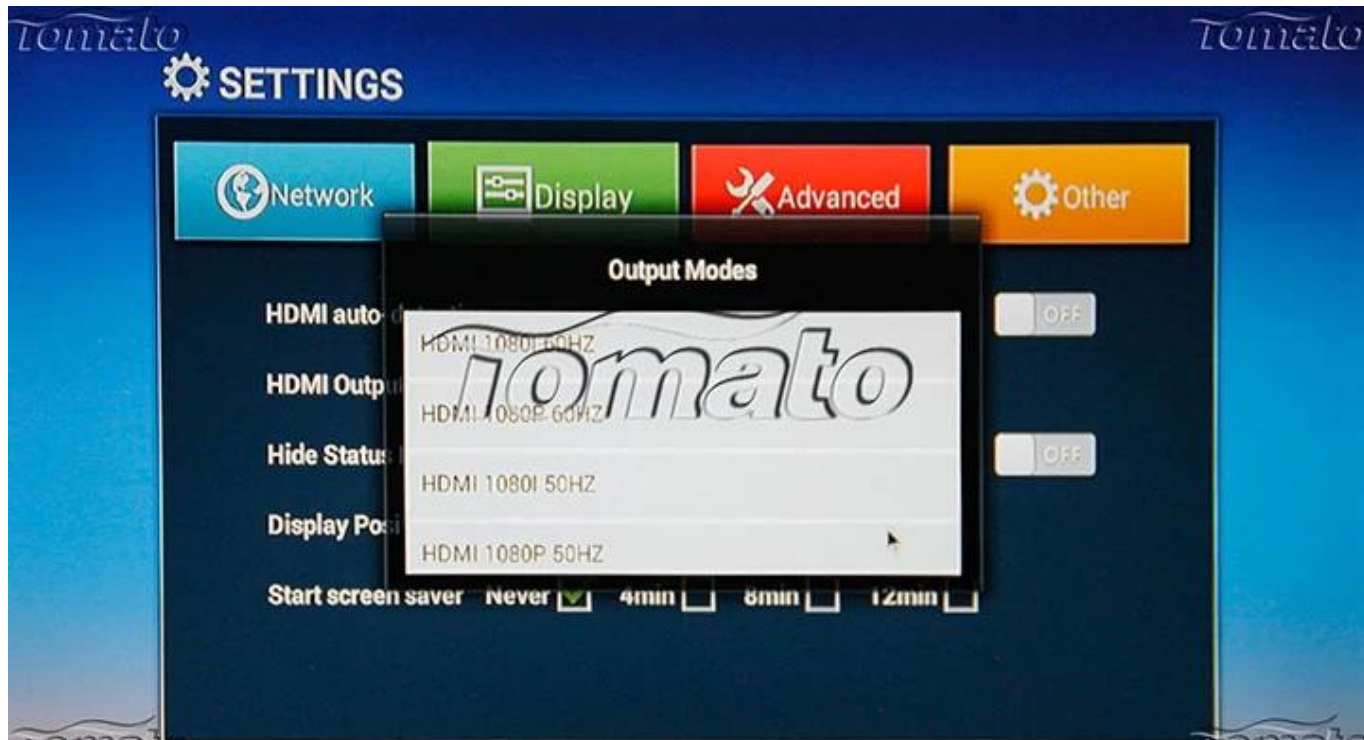 Tomato
Tomato
SETTINGS
Network
Display
Advanced
Other
Output Modes
HDMI auto
OFF
HDMI 1080I 60HZ
Tomato
HDMI Outp
HDMI 1080P 60HZ
Hide Status
OFF
HDMI 1080I 50HZ
Display Posi
HDMI 1080P 50HZ
Start screen saver Never 4min 8min 12min